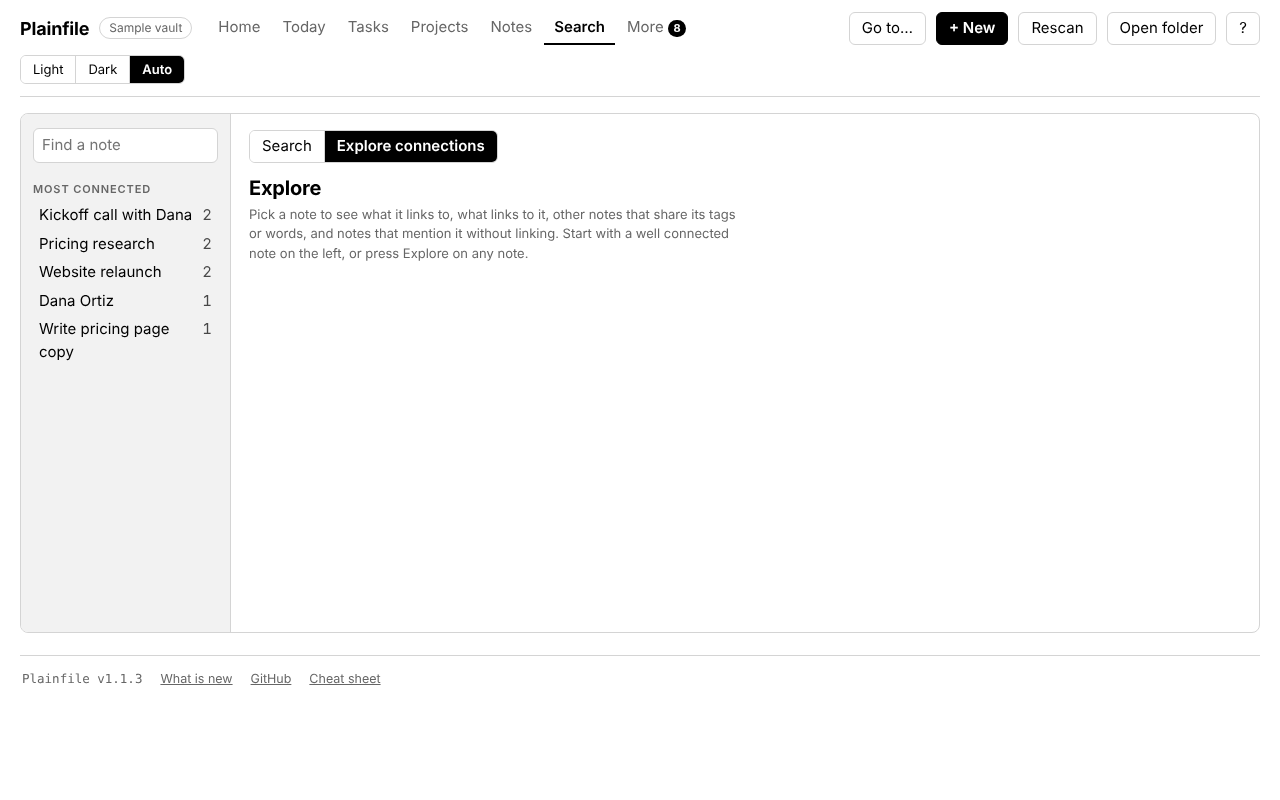 Plainfile Sample vault Home Today Tasks Projects Notes Search More 8 Go to... + New Rescan Open folder ?
Light Dark Auto
Find a note
MOST CONNECTED
Kickoff call with Dana 2
Pricing research 2
Website relaunch 2
Dana Ortiz 1
Write pricing page 1
copy
Search Explore connections
Explore
Pick a note to see what it links to, what links to it, other notes that share its tags
or words, and notes that mention it without linking. Start with a well connected
note on the left, or press Explore on any note.
Plainfile v1.1.3 What is new GitHub Cheat sheet